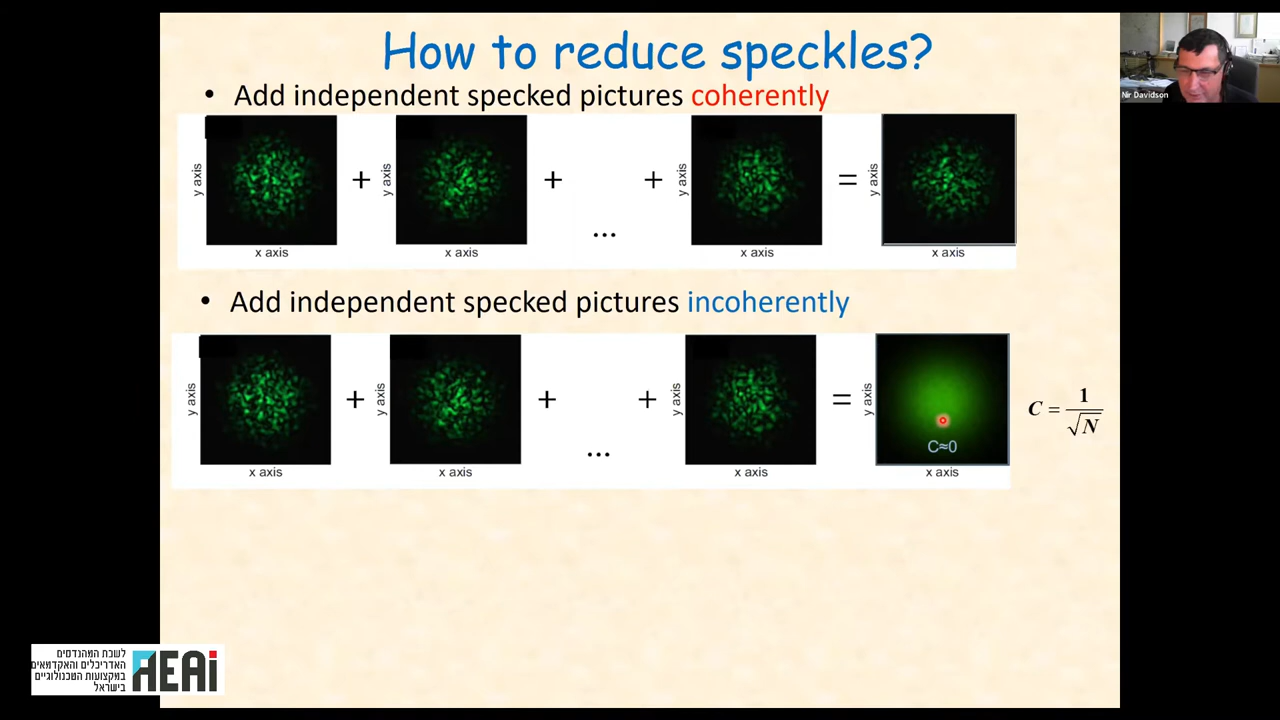 How to reduce speckles?
Nir Davidson
• Add independent specked pictures coherently
y axis + y axis + ... + y axis = y axis
x axis x axis x axis x axis
• Add independent specked pictures incoherently
y axis + y axis + ... + y axis = y axis C = 1/√N
C≈0
x axis x axis x axis x axis
לשכת המהנדסים
האדריכלים והאקדמאים
במקצועות הטכנולוגיים
בישראל
AEAi